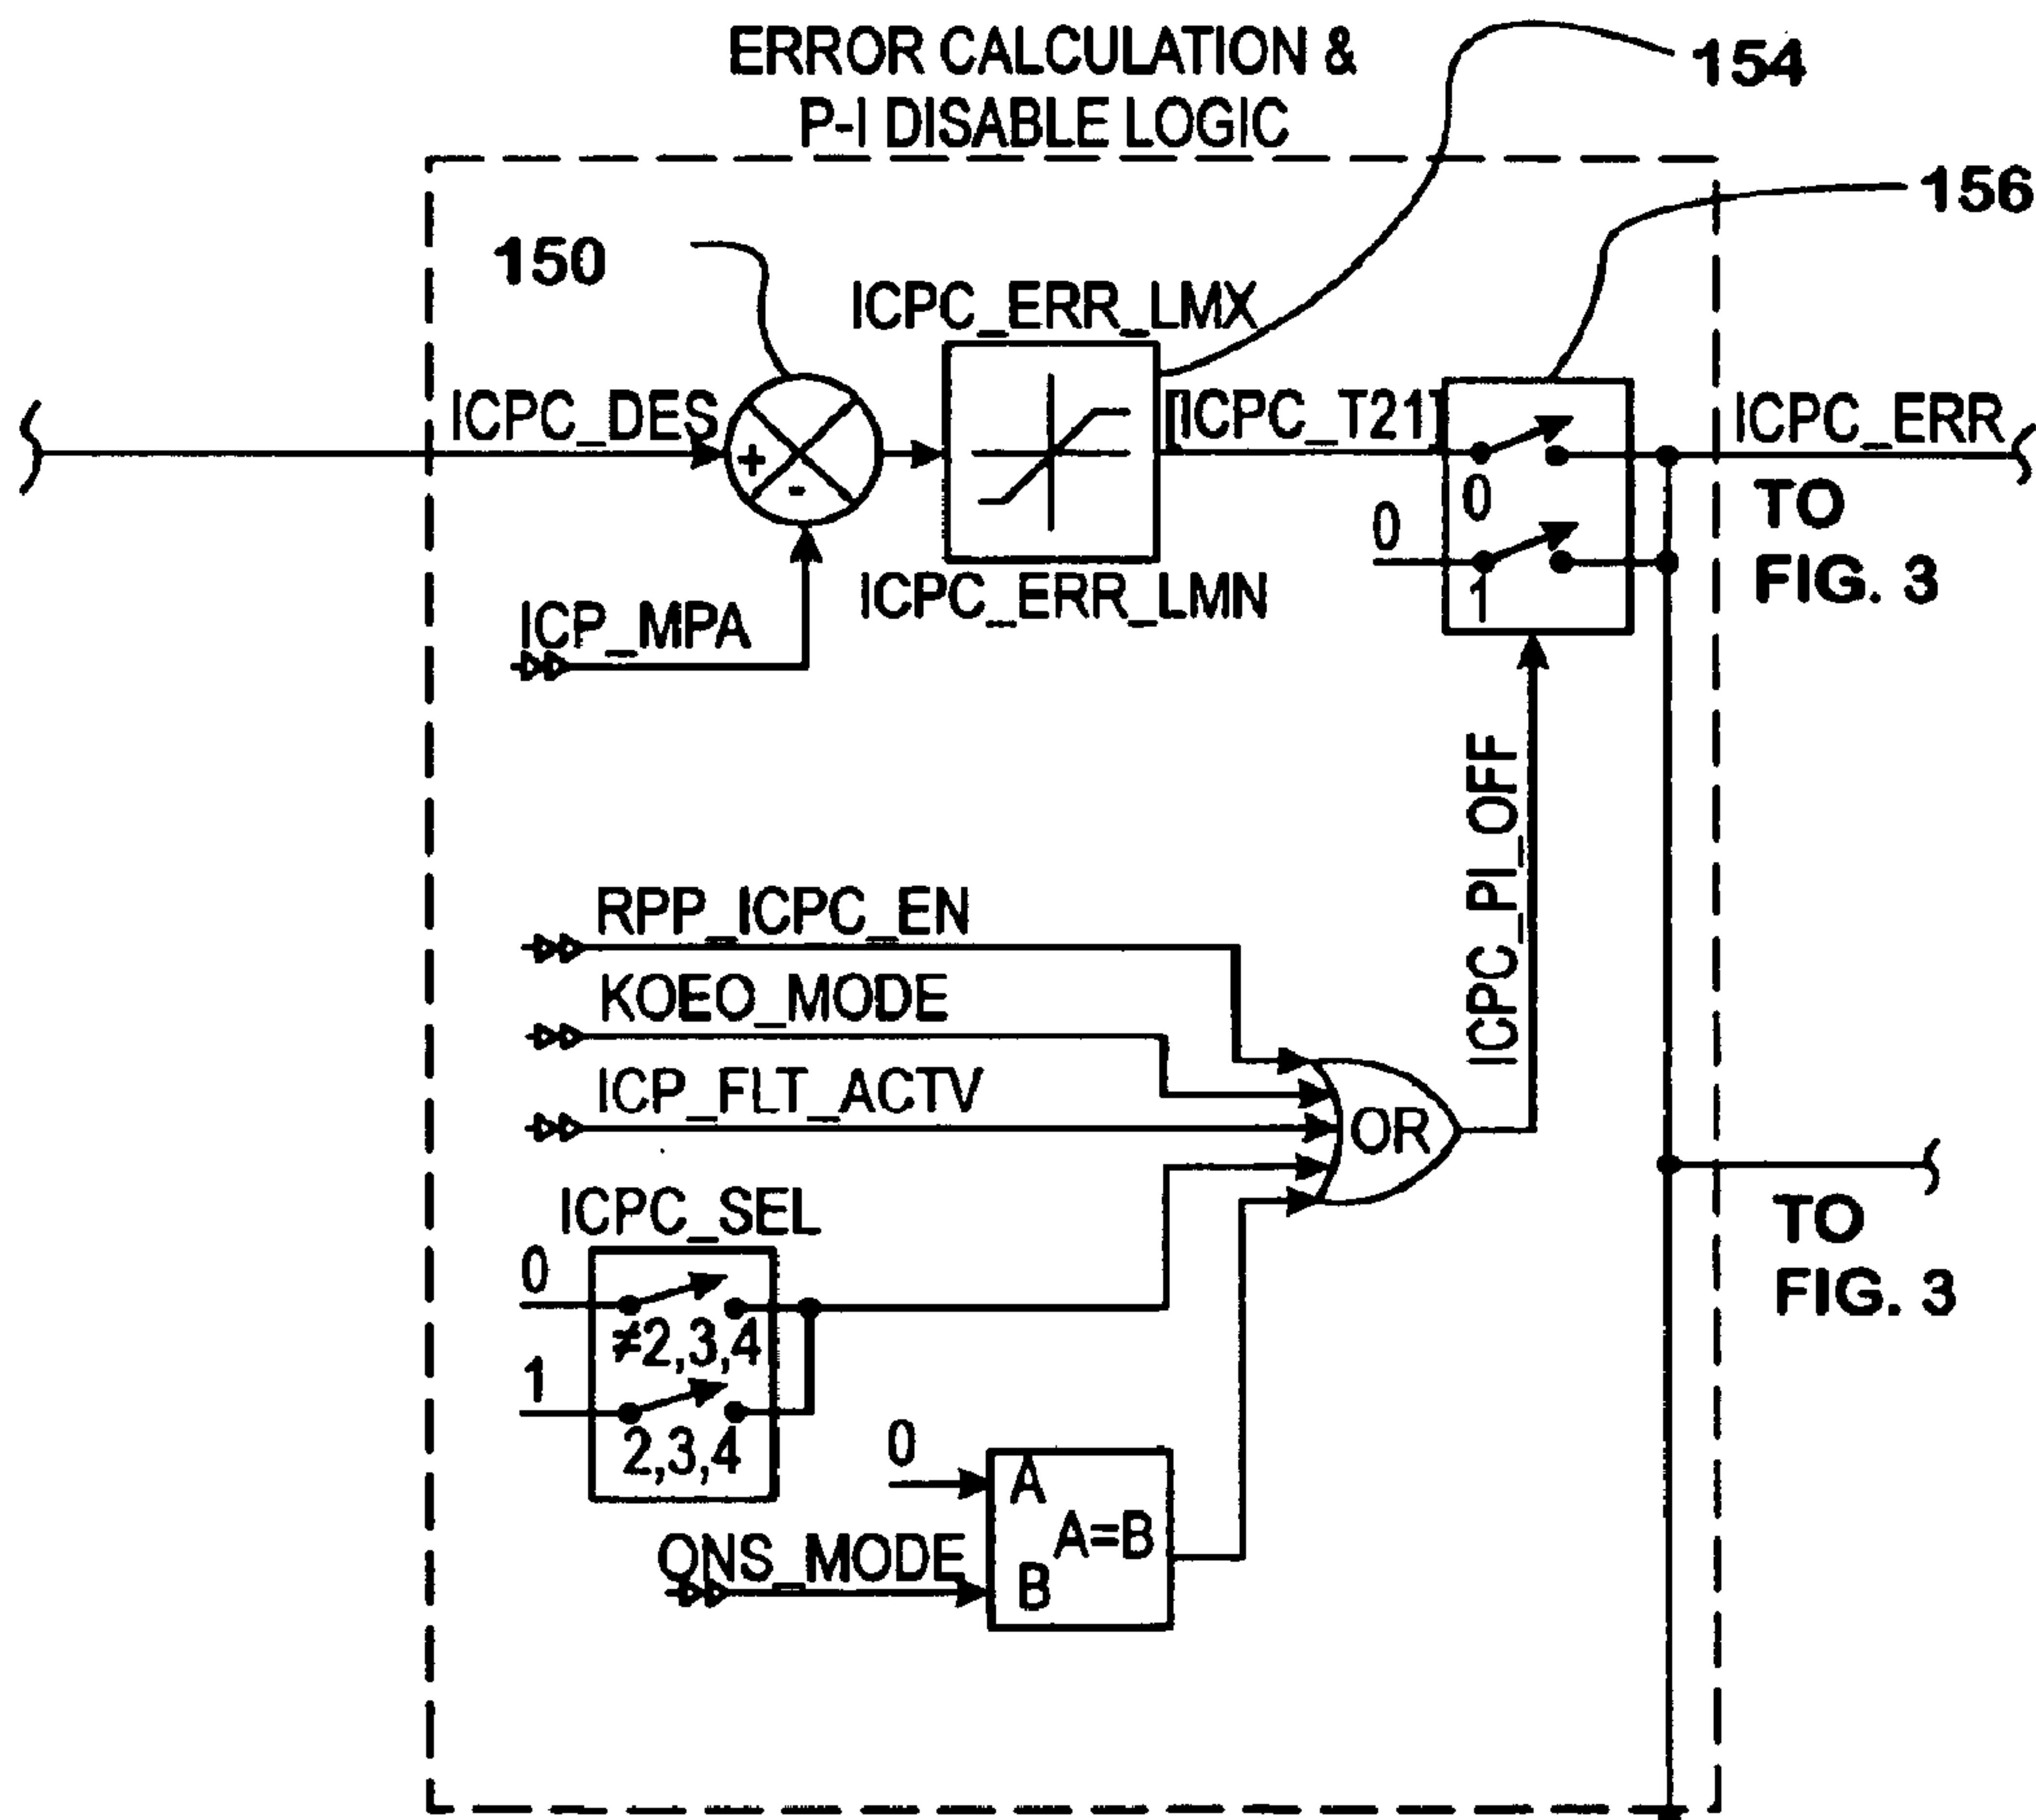 ERROR CALCULATION &
P-I DISABLE LOGIC
154
156
150
ICPC_ERR_LMX
ICPC_DES
[ICPC_T21]
ICPC_ERR
+
-
0
0
TO
FIG. 3
1
ICPC_ERR_LMN
ICP_MPA
ICPC_PI_OFF
RPP_ICPC_EN
KOEO_MODE
ICP_FLT_ACTV
OR
ICPC_SEL
0
≠2,3,4
1
2,3,4
TO
FIG. 3
0
A
A=B
ONS_MODE
B